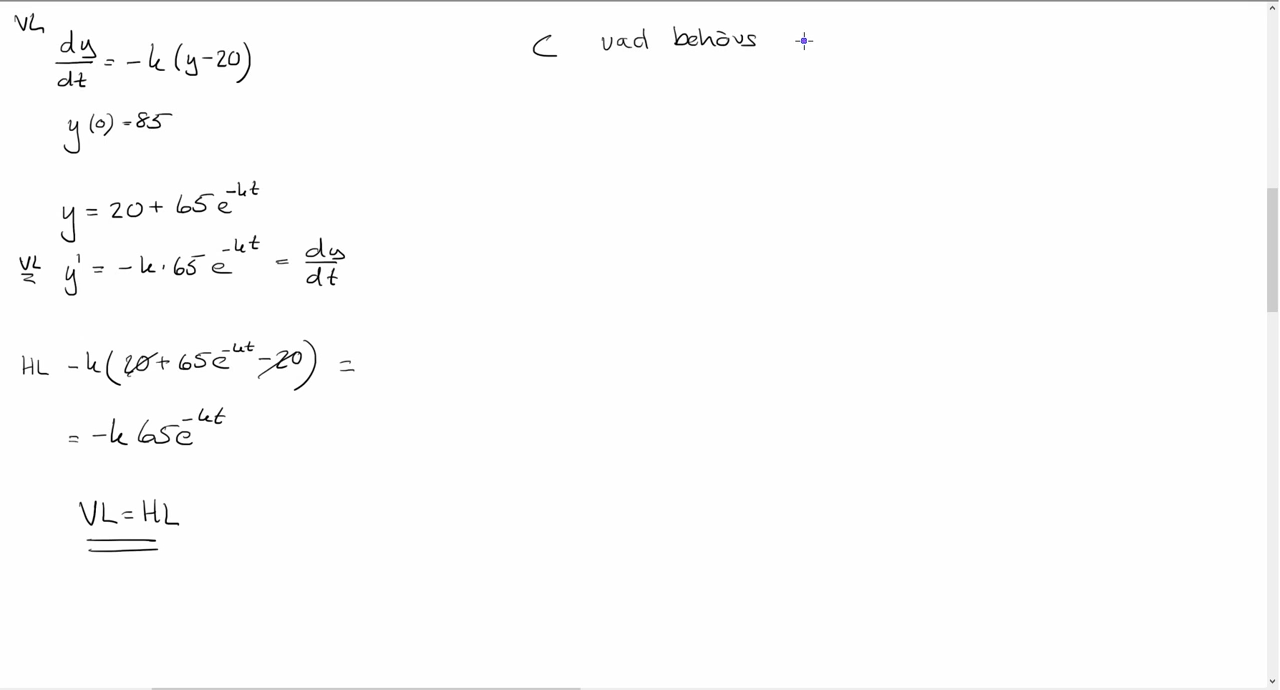 VL
dy/dt = -k(y-20)
y(0) = 85
y = 20 + 65e^-kt
VL y' = -k · 65e^-kt = dy/dt
HL -k(20 + 65e^-kt - 20) =
= -k 65e^-kt
VL = HL
C vad behövs